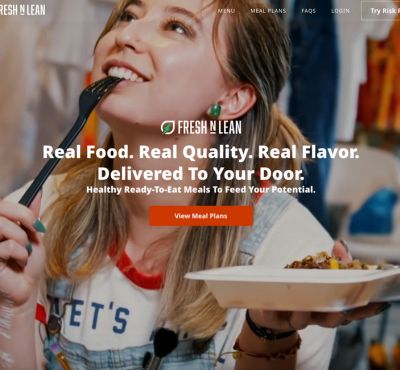 FRESH N LEAN
MENU MEAL PLANS FAQS LOGIN Try Risk
FRESH N LEAN
Real Food. Real Quality. Real Flavor.
Delivered To Your Door.
Healthy Ready-To-Eat Meals To Feed Your Potential.
View Meal Plans
ET'S